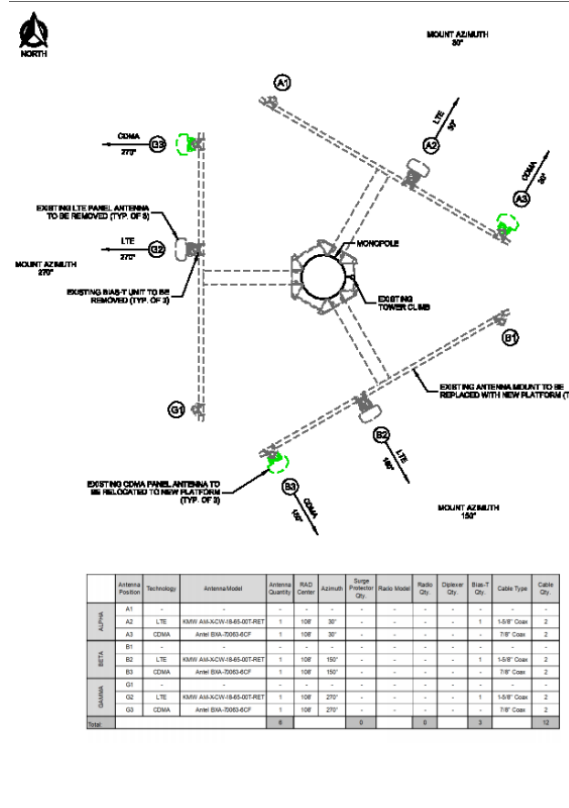 NORTH
MOUNT AZIMUTH
30°
A1
LTE
30°
A2
CDMA
A3
CDMA
270°
G3
EXISTING LTE PANEL ANTENNA
TO BE REMOVED (TYP. OF 3)
LTE
270°
G2
MOUNT AZIMUTH
270°
EXISTING BIAS-T UNIT TO BE
REMOVED (TYP. OF 3)
MONOPOLE
EXISTING
TOWER CLIMB
B1
EXISTING ANTENNA MOUNT TO BE
REPLACED WITH NEW PLATFORM (T
G1
B2
LTE
150°
EXISTING CDMA PANEL ANTENNA TO
BE RELOCATED TO NEW PLATFORM
(TYP. OF 3)
B3
CDMA
150°
MOUNT AZIMUTH
150°
Antenna Position Technology Antenna Model Antenna Quantity RAD Center Azimuth Surge Protector Qty. Radio Model Radio Qty. Diplexer Qty. Bias-T Qty. Cable Type Cable Qty.
ALPHA
A1 - - - - - - - - - - - -
A2 LTE KMW AM-X-CW-18-65-00T-RET 1 108' 30° - - - - 1 1-5/8" Coax 2
A3 CDMA Antel BXA-70063-6CF 1 108' 30° - - - - - 7/8" Coax 2
BETA
B1 - - - - - - - - - - - -
B2 LTE KMW AM-X-CW-18-65-00T-RET 1 108' 150° - - - - 1 1-5/8" Coax 2
B3 CDMA Antel BXA-70063-6CF 1 108' 150° - - - - - 7/8" Coax 2
GAMMA
G1 - - - - - - - - - - - -
G2 LTE KMW AM-X-CW-18-65-00T-RET 1 108' 270° - - - - 1 1-5/8" Coax 2
G3 CDMA Antel BXA-70063-6CF 1 108' 270° - - - - - 7/8" Coax 2
Total: 6 0 0 3 12